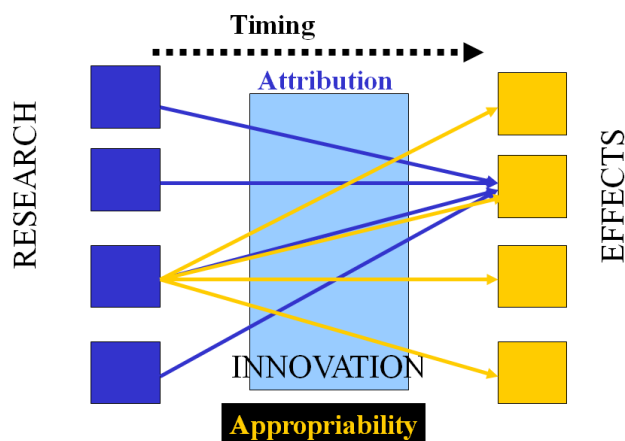 Timing
Attribution
RESEARCH
EFFECTS
INNOVATION
Appropriability